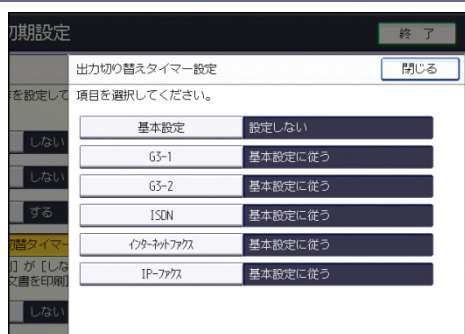 初期設定
終 了
出力切り替えタイマー設定
閉じる
を設定して
項目を選択してください。
基本設定 設定しない
しない
G3-1 基本設定に従う
しない
G3-2 基本設定に従う
する
ISDN 基本設定に従う
切替タイマー
インターネットファクス 基本設定に従う
] が [しな
文書を印刷]
IP-ファクス 基本設定に従う
しない